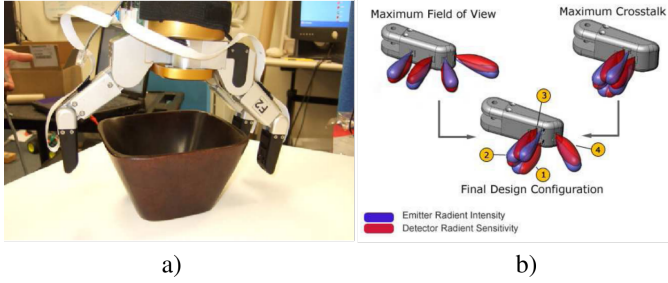 Maximum Field of View
Maximum Crosstalk
F2
3
2
4
1
Final Design Configuration
Emitter Radient Intensity
Detector Radient Sensitivity
a)
b)